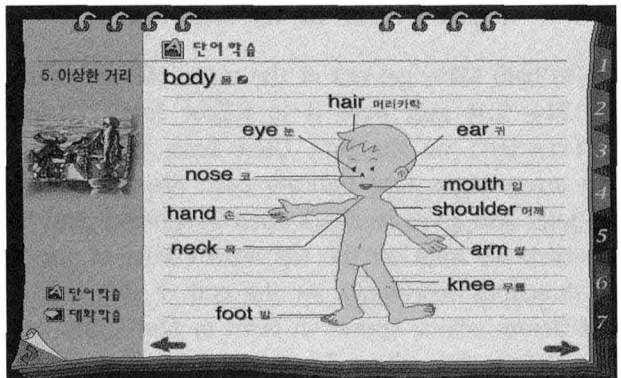 단어학습
5. 이상한 거리
body 몸
hair 머리카락
eye 눈
ear 귀
nose 코
mouth 입
hand 손
shoulder 어깨
neck 목
arm 팔
knee 무릎
foot 발
단어학습
대화학습
1
2
3
4
5
6
7